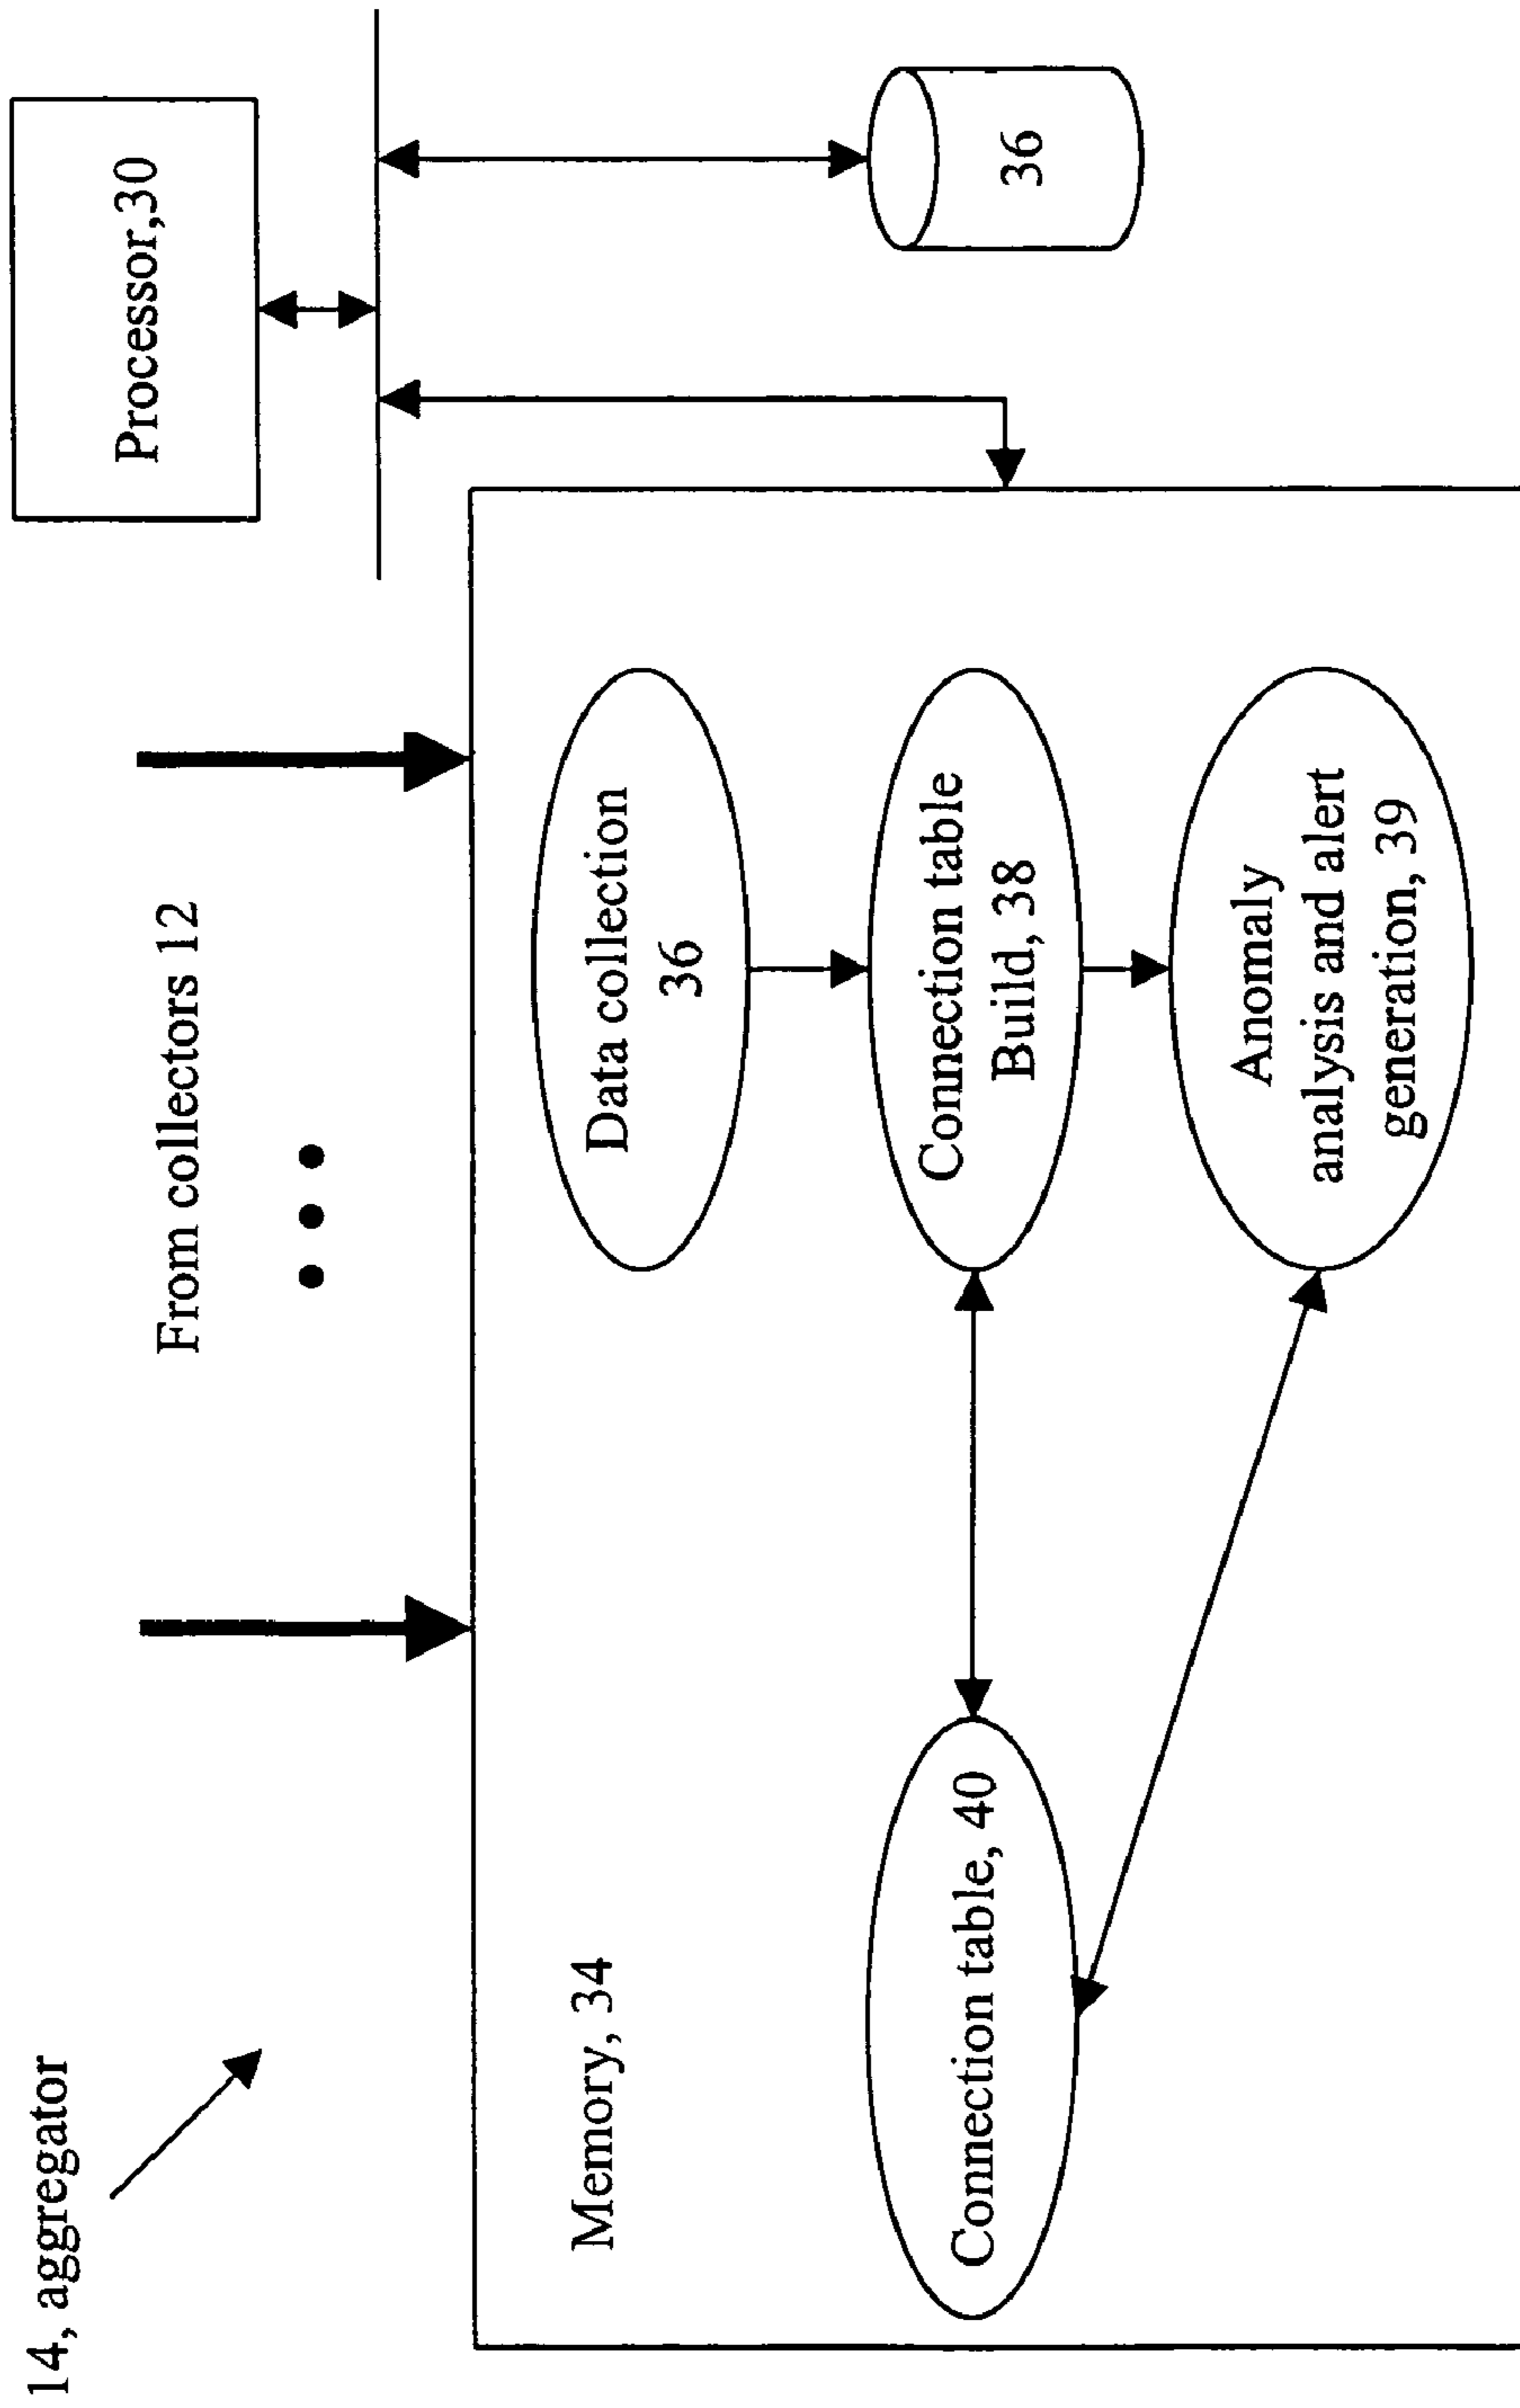 14, aggregator
From collectors 12
Processor,30
Memory, 34
Data collection
36
Connection table, 40
Connection table
Build, 38
36
Anomaly
analysis and alert
generation, 39